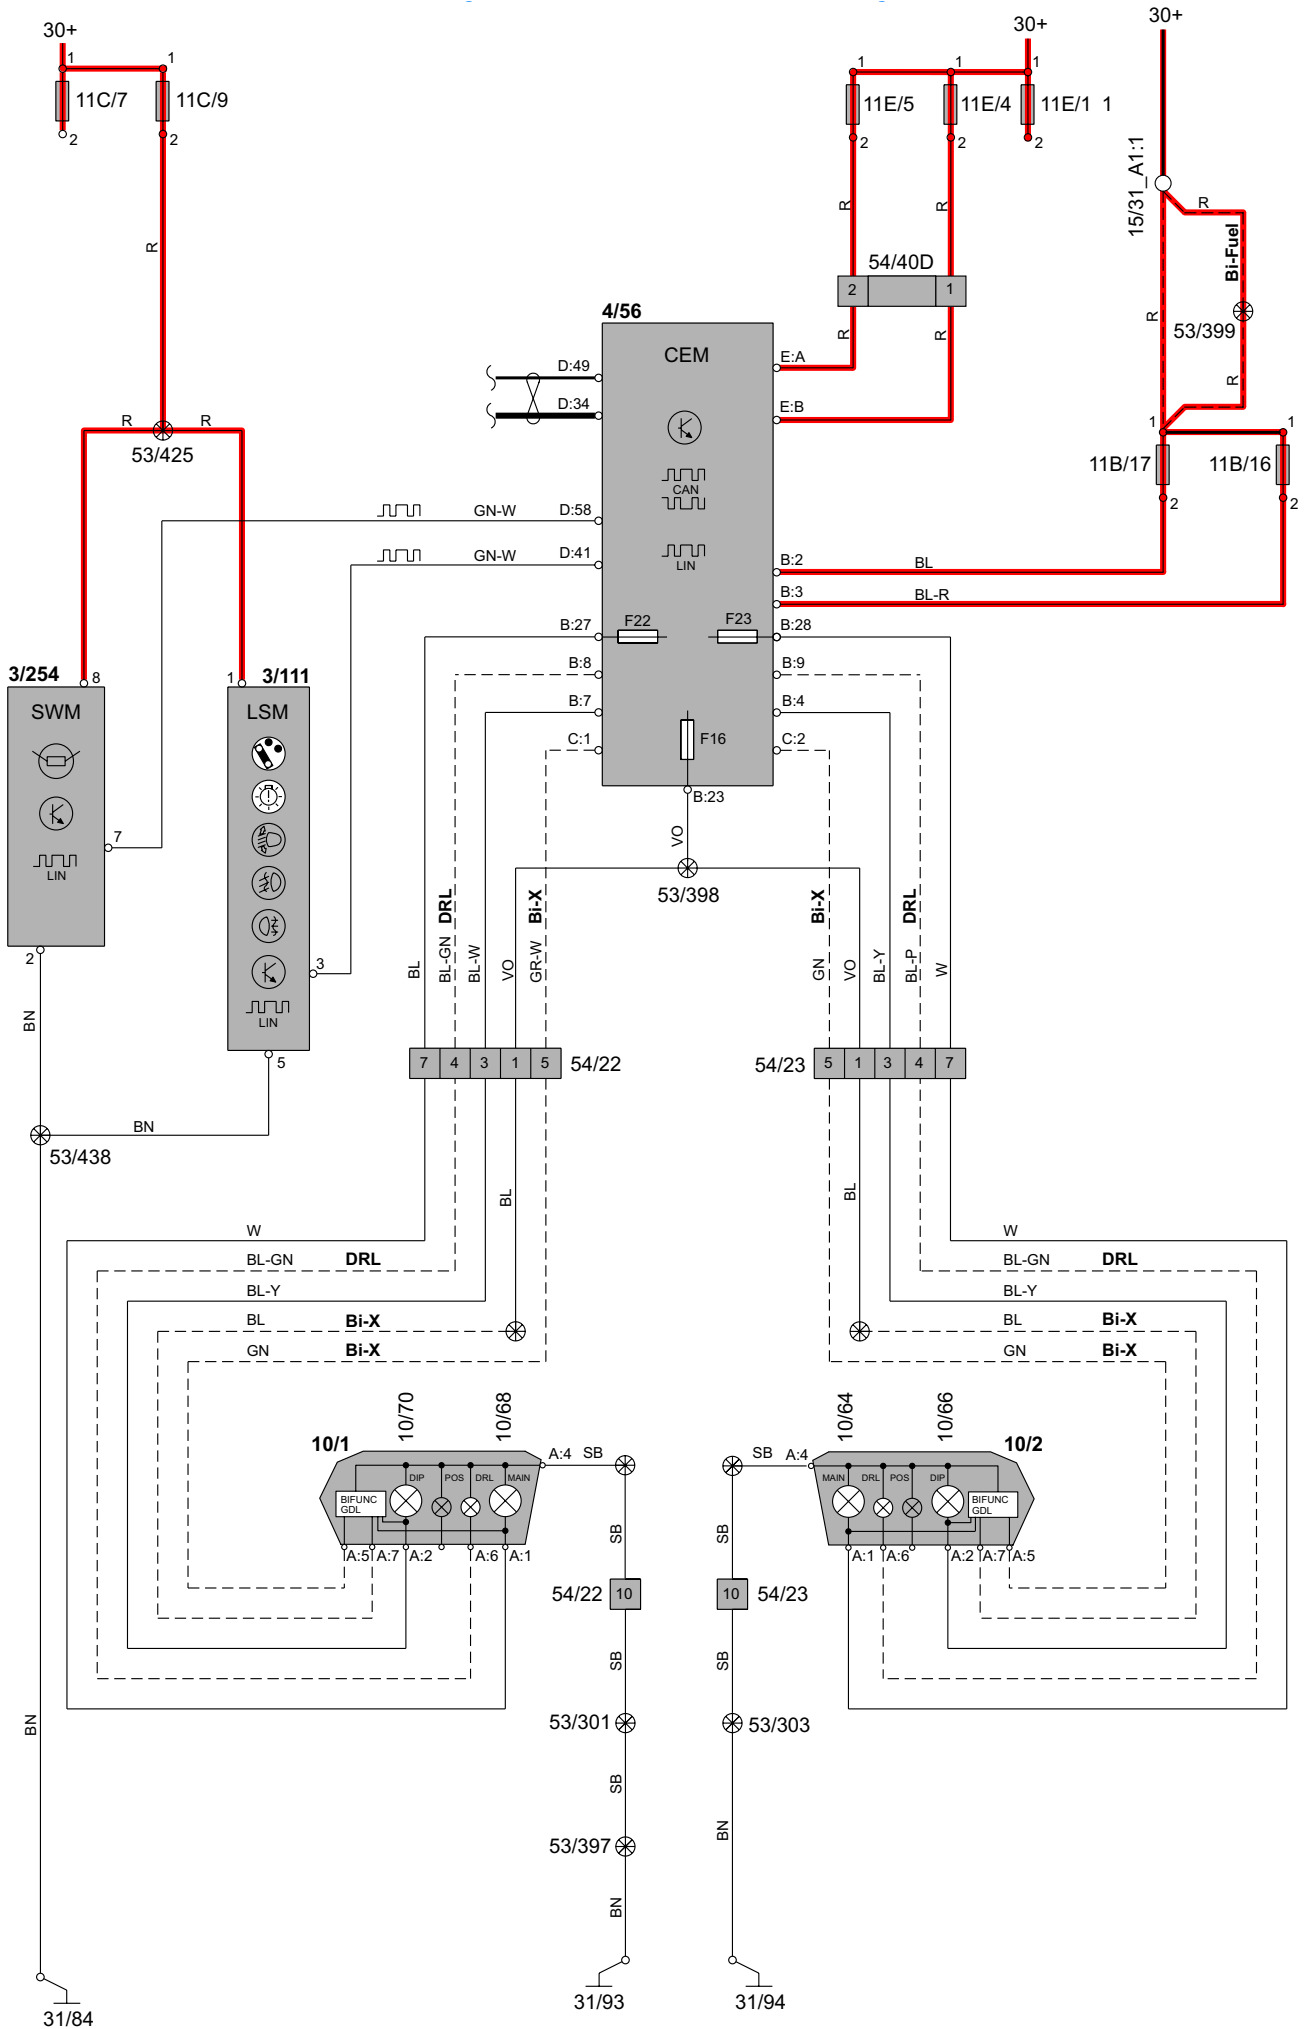 30+
30+
30+
1
1
1
1
1
11C/7
11C/9
11E/5
11E/4
11E/1 1
2
2
2
2
2
15/31_A1:1
R
R
R
R
Bi-Fuel
54/40D
2
1
4/56
CEM
R
R
R
53/399
R
D:49
E:A
D:34
E:B
R
R
53/425
CAN
1
1
11B/17
11B/16
2
2
GN-W
D:58
GN-W
D:41
LIN
B:2
BL
B:3
BL-R
B:27
F22
F23
B:28
B:8
B:9
B:7
B:4
C:1
F16
C:2
B:23
3/254
8
1
3/111
SWM
LSM
7
LIN
2
3
LIN
5
VO
53/398
BL
BL-GN
DRL
BL-W
VO
GR-W
Bi-X
Bi-X
GN
VO
BL-Y
BL-P
DRL
W
BN
7
4
3
1
5
54/22
54/23
5
1
3
4
7
BN
53/438
BL
BL
W
W
BL-GN
DRL
BL-GN
DRL
BL-Y
BL-Y
BL
Bi-X
BL
Bi-X
GN
Bi-X
GN
Bi-X
10/70
10/68
10/64
10/66
10/1
A:4
SB
SB
A:4
10/2
DIP
POS
DRL
MAIN
MAIN
DRL
POS
DIP
BIFUNC
GDL
BIFUNC
GDL
A:5
A:7
A:2
A:6
A:1
A:1
A:6
A:2
A:7
A:5
SB
SB
54/22
10
10
54/23
SB
SB
BN
53/301
53/303
SB
BN
53/397
BN
31/84
31/93
31/94